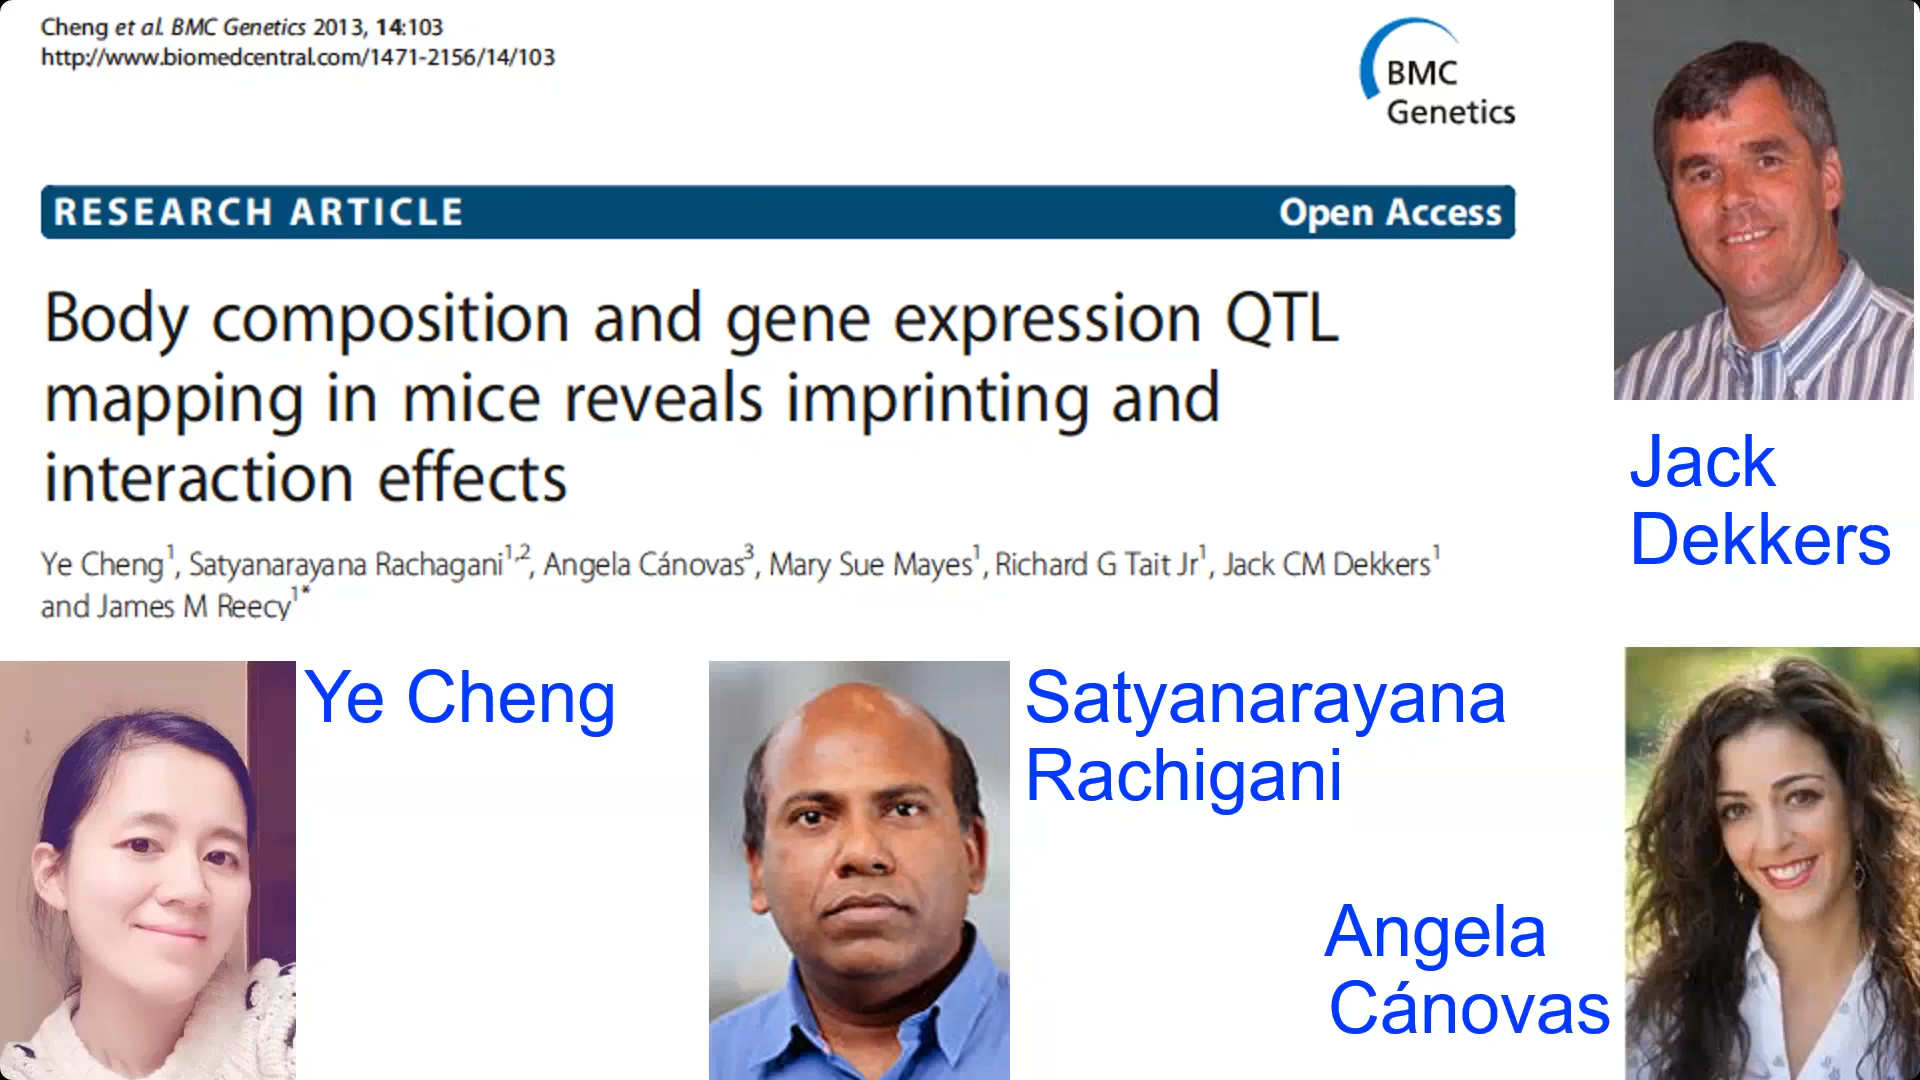 Cheng et al. BMC Genetics 2013, 14:103
http://www.biomedcentral.com/1471-2156/14/103
BMC
Genetics
RESEARCH ARTICLE Open Access
Body composition and gene expression QTL
mapping in mice reveals imprinting and
interaction effects
Ye Cheng1, Satyanarayana Rachagani1,2, Angela Cánovas3, Mary Sue Mayes1, Richard G Tait Jr1, Jack CM Dekkers1
and James M Reecy1*
Jack
Dekkers
Ye Cheng
Satyanarayana
Rachigani
Angela
Cánovas